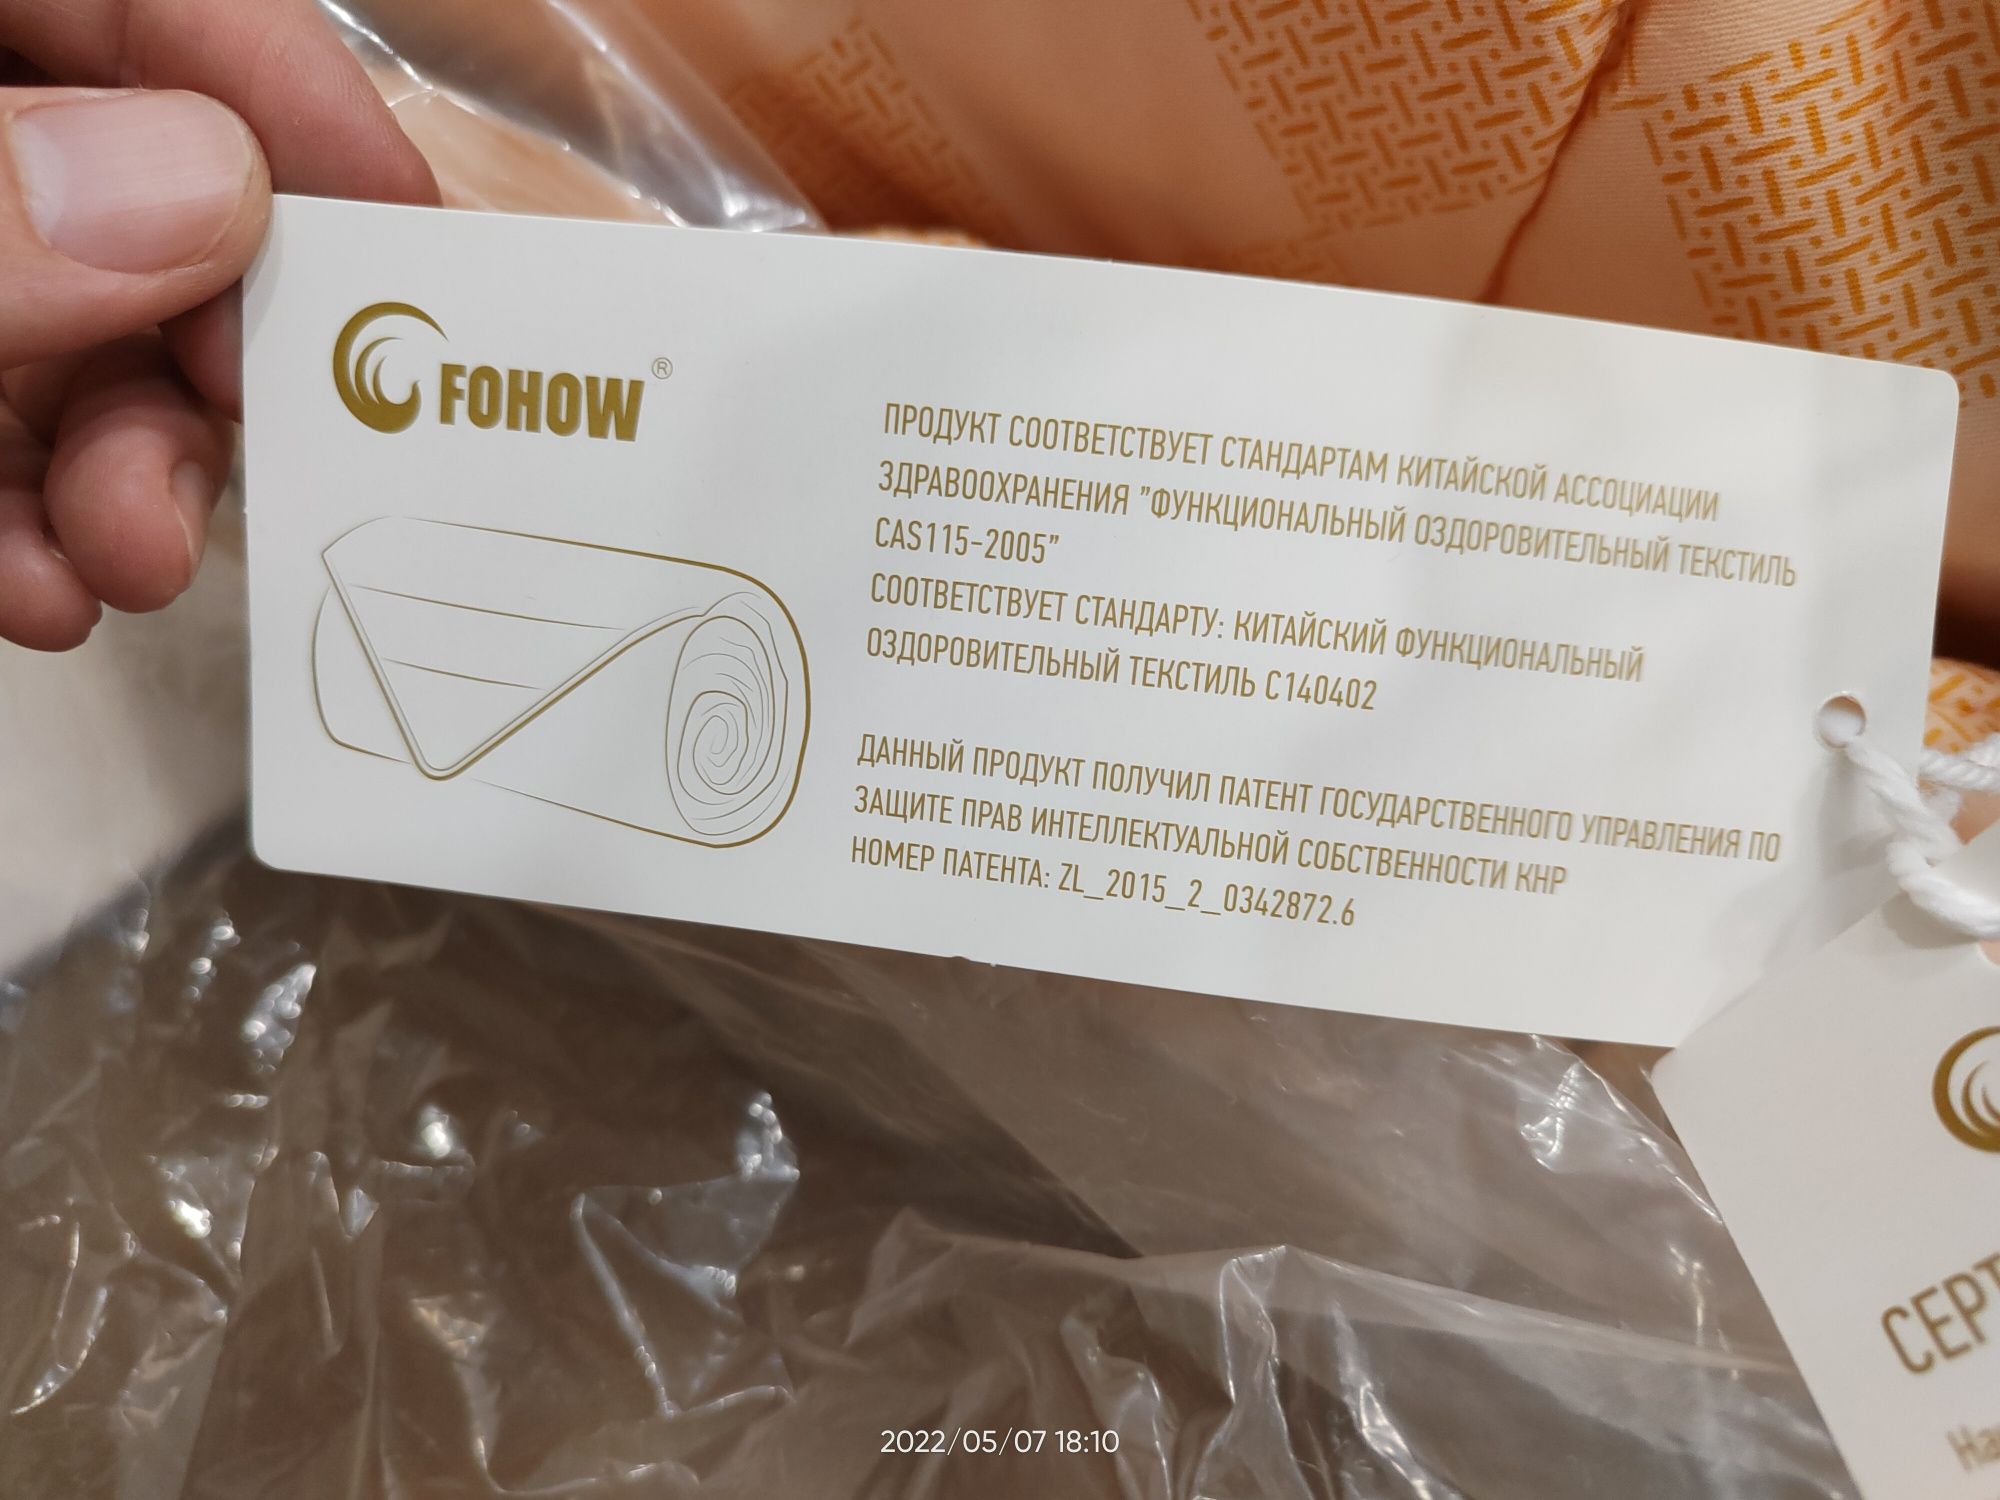 FOHOW®
ПРОДУКТ СООТВЕТСТВУЕТ СТАНДАРТАМ КИТАЙСКОЙ АССОЦИАЦИИ
ЗДРАВООХРАНЕНИЯ "ФУНКЦИОНАЛЬНЫЙ ОЗДОРОВИТЕЛЬНЫЙ ТЕКСТИЛЬ
CAS115-2005"
СООТВЕТСТВУЕТ СТАНДАРТУ: КИТАЙСКИЙ ФУНКЦИОНАЛЬНЫЙ
ОЗДОРОВИТЕЛЬНЫЙ ТЕКСТИЛЬ С140402
ДАННЫЙ ПРОДУКТ ПОЛУЧИЛ ПАТЕНТ ГОСУДАРСТВЕННОГО УПРАВЛЕНИЯ ПО
ЗАЩИТЕ ПРАВ ИНТЕЛЛЕКТУАЛЬНОЙ СОБСТВЕННОСТИ КНР
НОМЕР ПАТЕНТА: ZL_2015_2_0342872.6
2022/05/07 18:10